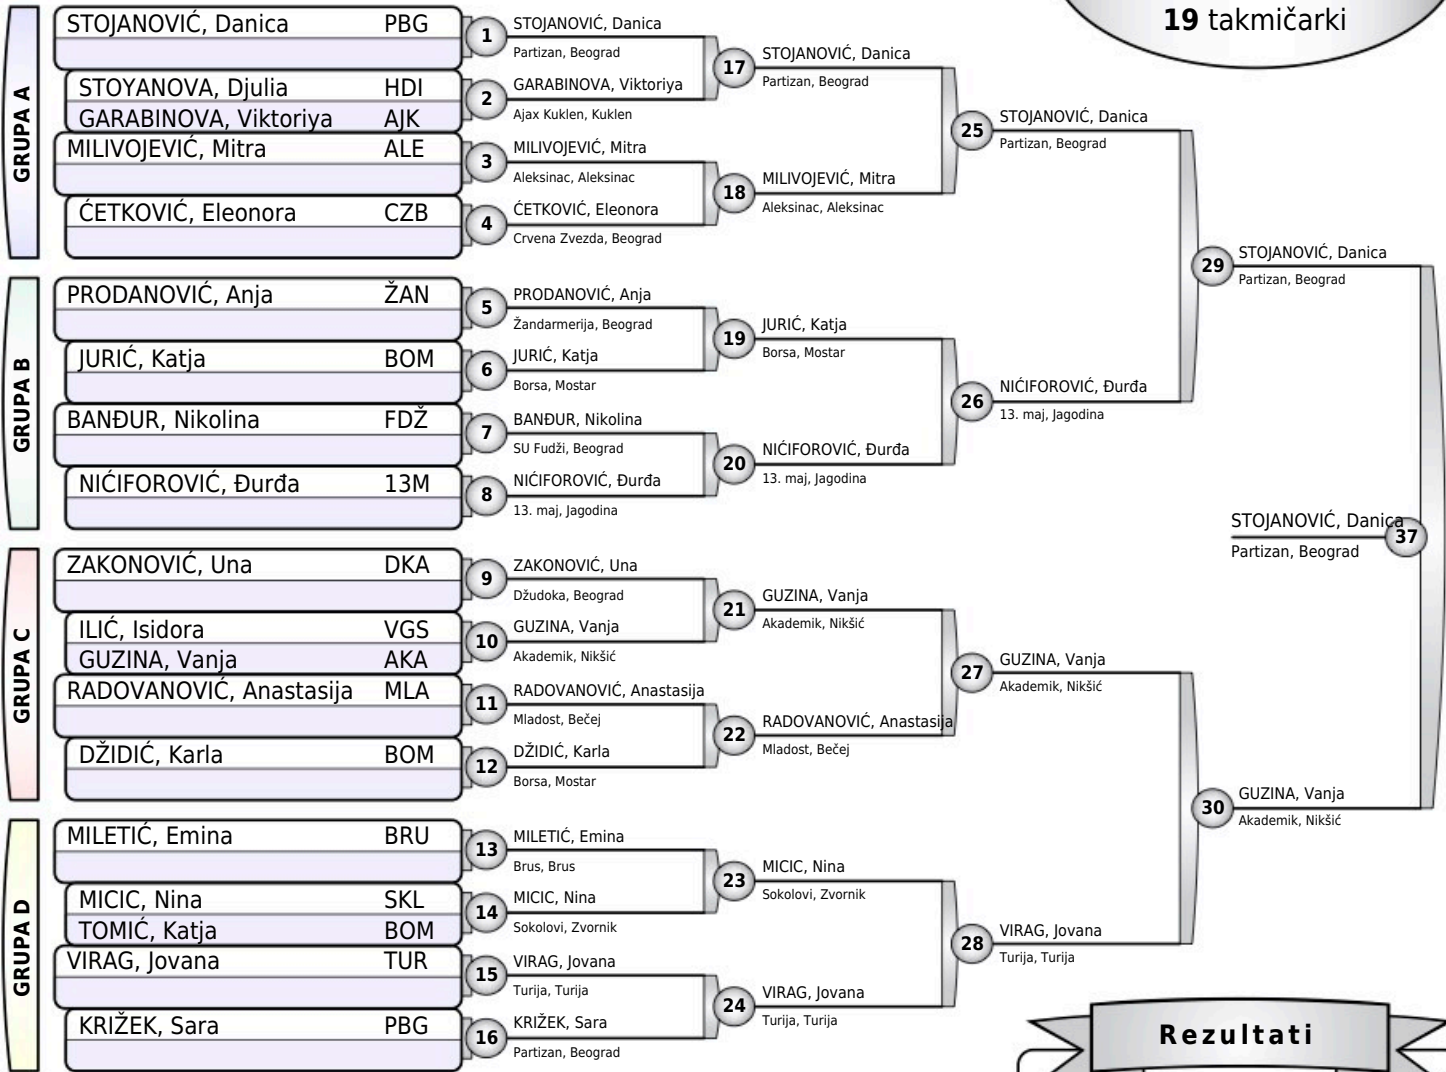 19 takmičarki
GRUPA A
STOJANOVIĆ, Danica PBG
STOYANOVA, Djulia HDI
GARABINOVA, Viktoriya AJK
MILIVOJEVIĆ, Mitra ALE
ĆETKOVIĆ, Eleonora CZB
GRUPA B
PRODANOVIĆ, Anja ŽAN
JURIĆ, Katja BOM
BANĐUR, Nikolina FDŽ
NIĆIFOROVIĆ, Đurđa 13M
GRUPA C
ZAKONOVIĆ, Una DKA
ILIĆ, Isidora VGS
GUZINA, Vanja AKA
RADOVANOVIĆ, Anastasija MLA
DŽIDIĆ, Karla BOM
GRUPA D
MILETIĆ, Emina BRU
MICIC, Nina SKL
TOMIĆ, Katja BOM
VIRAG, Jovana TUR
KRIŽEK, Sara PBG
1 STOJANOVIĆ, Danica
Partizan, Beograd
2 GARABINOVA, Viktoriya
Ajax Kuklen, Kuklen
3 MILIVOJEVIĆ, Mitra
Aleksinac, Aleksinac
4 ĆETKOVIĆ, Eleonora
Crvena Zvezda, Beograd
5 PRODANOVIĆ, Anja
Žandarmerija, Beograd
6 JURIĆ, Katja
Borsa, Mostar
7 BANĐUR, Nikolina
SU Fudži, Beograd
8 NIĆIFOROVIĆ, Đurđa
13. maj, Jagodina
9 ZAKONOVIĆ, Una
Džudoka, Beograd
10 GUZINA, Vanja
Akademik, Nikšić
11 RADOVANOVIĆ, Anastasija
Mladost, Bečej
12 DŽIDIĆ, Karla
Borsa, Mostar
13 MILETIĆ, Emina
Brus, Brus
14 MICIC, Nina
Sokolovi, Zvornik
15 VIRAG, Jovana
Turija, Turija
16 KRIŽEK, Sara
Partizan, Beograd
17 STOJANOVIĆ, Danica
Partizan, Beograd
18 MILIVOJEVIĆ, Mitra
Aleksinac, Aleksinac
19 JURIĆ, Katja
Borsa, Mostar
20 NIĆIFOROVIĆ, Đurđa
13. maj, Jagodina
21 GUZINA, Vanja
Akademik, Nikšić
22 RADOVANOVIĆ, Anastasija
Mladost, Bečej
23 MICIC, Nina
Sokolovi, Zvornik
24 VIRAG, Jovana
Turija, Turija
25 STOJANOVIĆ, Danica
Partizan, Beograd
26 NIĆIFOROVIĆ, Đurđa
13. maj, Jagodina
27 GUZINA, Vanja
Akademik, Nikšić
28 VIRAG, Jovana
Turija, Turija
29 STOJANOVIĆ, Danica
Partizan, Beograd
30 GUZINA, Vanja
Akademik, Nikšić
STOJANOVIĆ, Danica 37
Partizan, Beograd
Rezultati